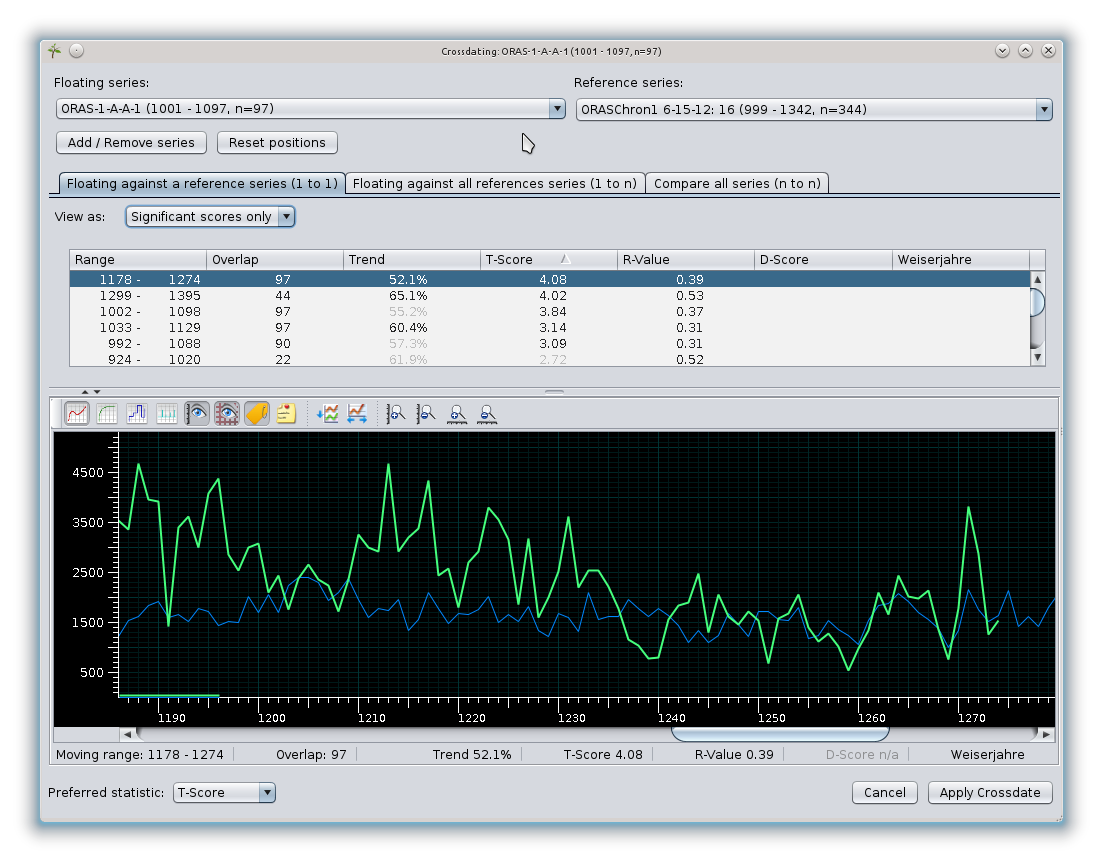 Crossdating: ORAS-1-A-A-1 (1001 - 1097, n=97)
Floating series: Reference series:
ORAS-1-A-A-1 (1001 - 1097, n=97) ORASChron1 6-15-12: 16 (999 - 1342, n=344)
Add / Remove series Reset positions
Floating against a reference series (1 to 1) Floating against all references series (1 to n) Compare all series (n to n)
View as: Significant scores only
Range Overlap Trend T-Score R-Value D-Score Weiserjahre
1178 - 1274 97 52.1% 4.08 0.39
1299 - 1395 44 65.1% 4.02 0.53
1002 - 1098 97 55.2% 3.84 0.37
1033 - 1129 97 60.4% 3.14 0.31
992 - 1088 90 57.3% 3.09 0.31
924 - 1020 22 61.9% 2.72 0.52
4500
3500
2500
1500
500
1190 1200 1210 1220 1230 1240 1250 1260 1270
Moving range: 1178 - 1274 Overlap: 97 Trend 52.1% T-Score 4.08 R-Value 0.39 D-Score n/a Weiserjahre
Preferred statistic: T-Score Cancel Apply Crossdate